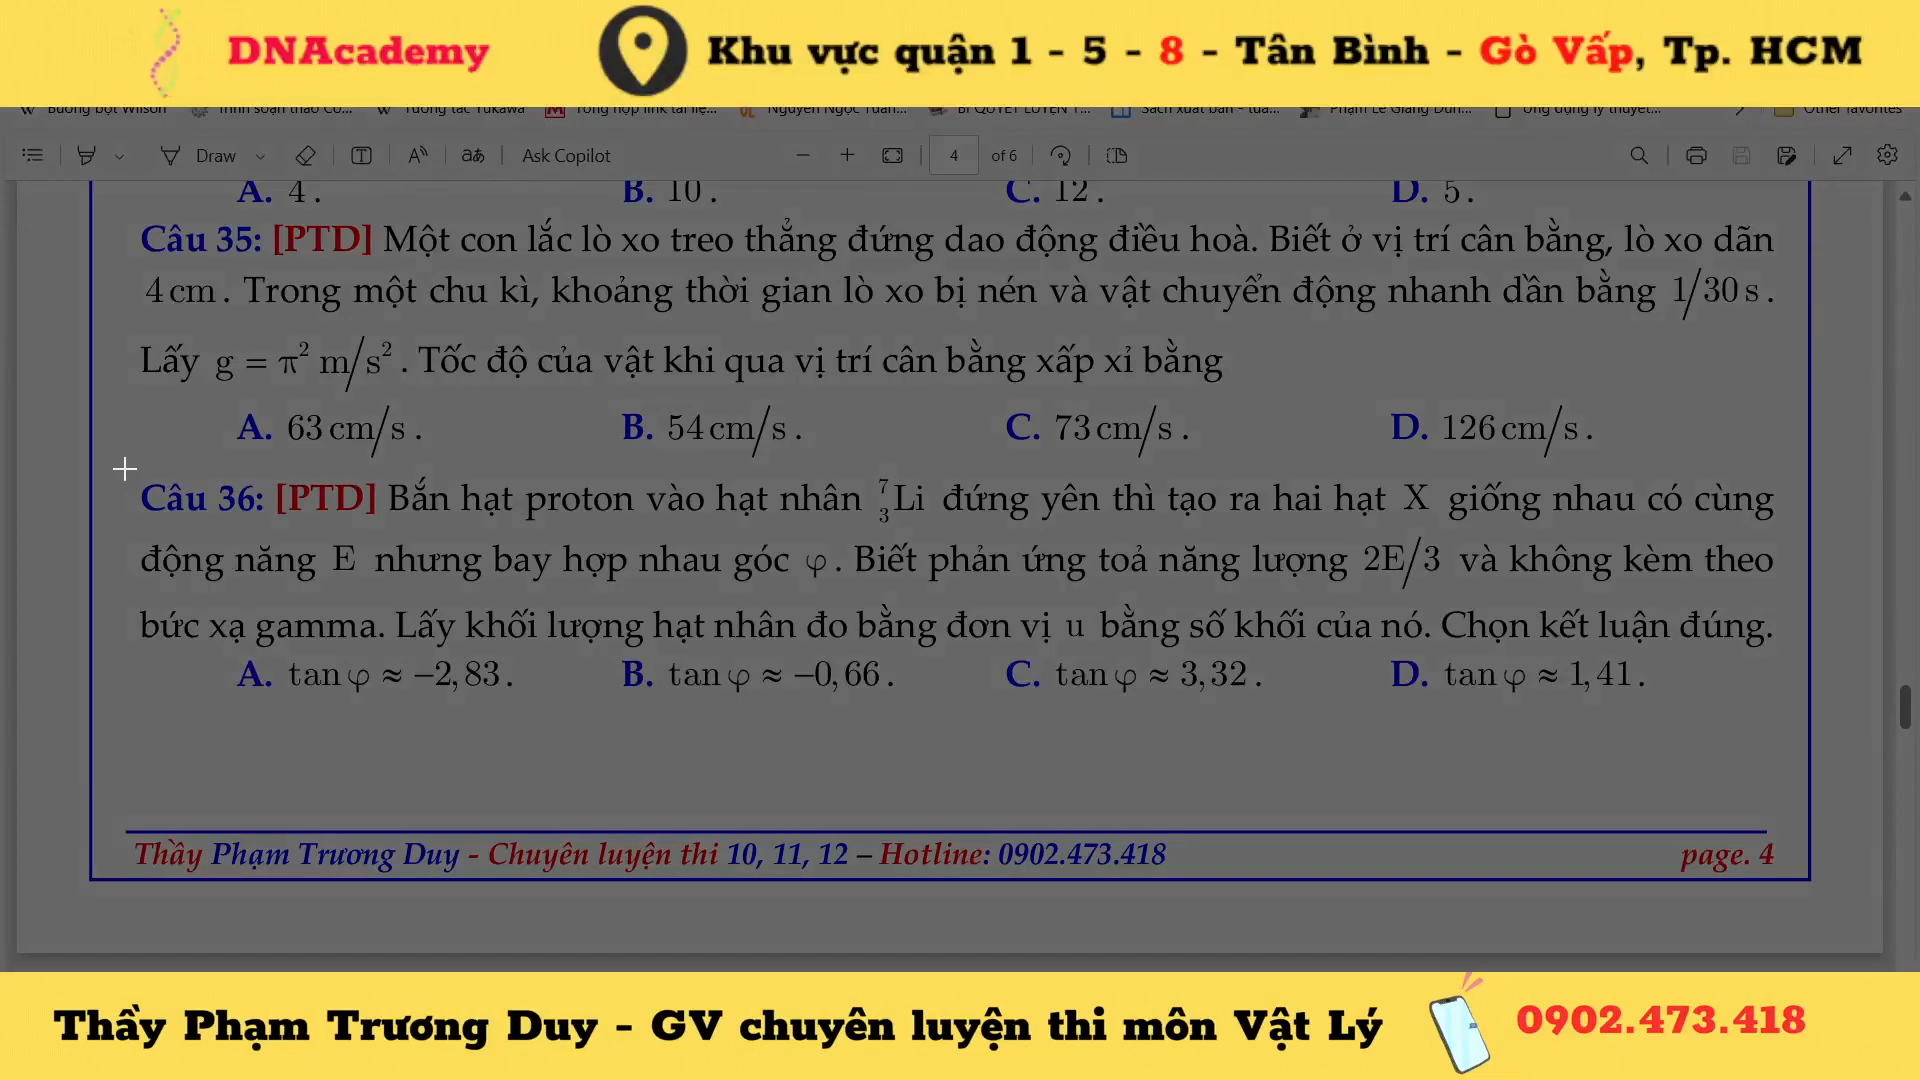 DNAcademy Khu vực quận 1 - 5 - 8 - Tân Bình - Gò Vấp, Tp. HCM
Draw Ask Copilot 4 of 6
A. 4. B. 10. C. 12. D. 5.
Câu 35: [PTD] Một con lắc lò xo treo thẳng đứng dao động điều hoà. Biết ở vị trí cân bằng, lò xo dãn
4 cm. Trong một chu kì, khoảng thời gian lò xo bị nén và vật chuyển động nhanh dần bằng 1/30 s.
Lấy g = π² m/s². Tốc độ của vật khi qua vị trí cân bằng xấp xỉ bằng
A. 63 cm/s. B. 54 cm/s. C. 73 cm/s. D. 126 cm/s.
Câu 36: [PTD] Bắn hạt proton vào hạt nhân ⁷₃Li đứng yên thì tạo ra hai hạt X giống nhau có cùng
động năng E nhưng bay hợp nhau góc φ. Biết phản ứng toả năng lượng 2E/3 và không kèm theo
bức xạ gamma. Lấy khối lượng hạt nhân đo bằng đơn vị u bằng số khối của nó. Chọn kết luận đúng.
A. tan φ ≈ −2,83. B. tan φ ≈ −0,66. C. tan φ ≈ 3,32. D. tan φ ≈ 1,41.
Thầy Phạm Trương Duy - Chuyên luyện thi 10, 11, 12 – Hotline: 0902.473.418 page. 4
Thầy Phạm Trương Duy - GV chuyên luyện thi môn Vật Lý 0902.473.418